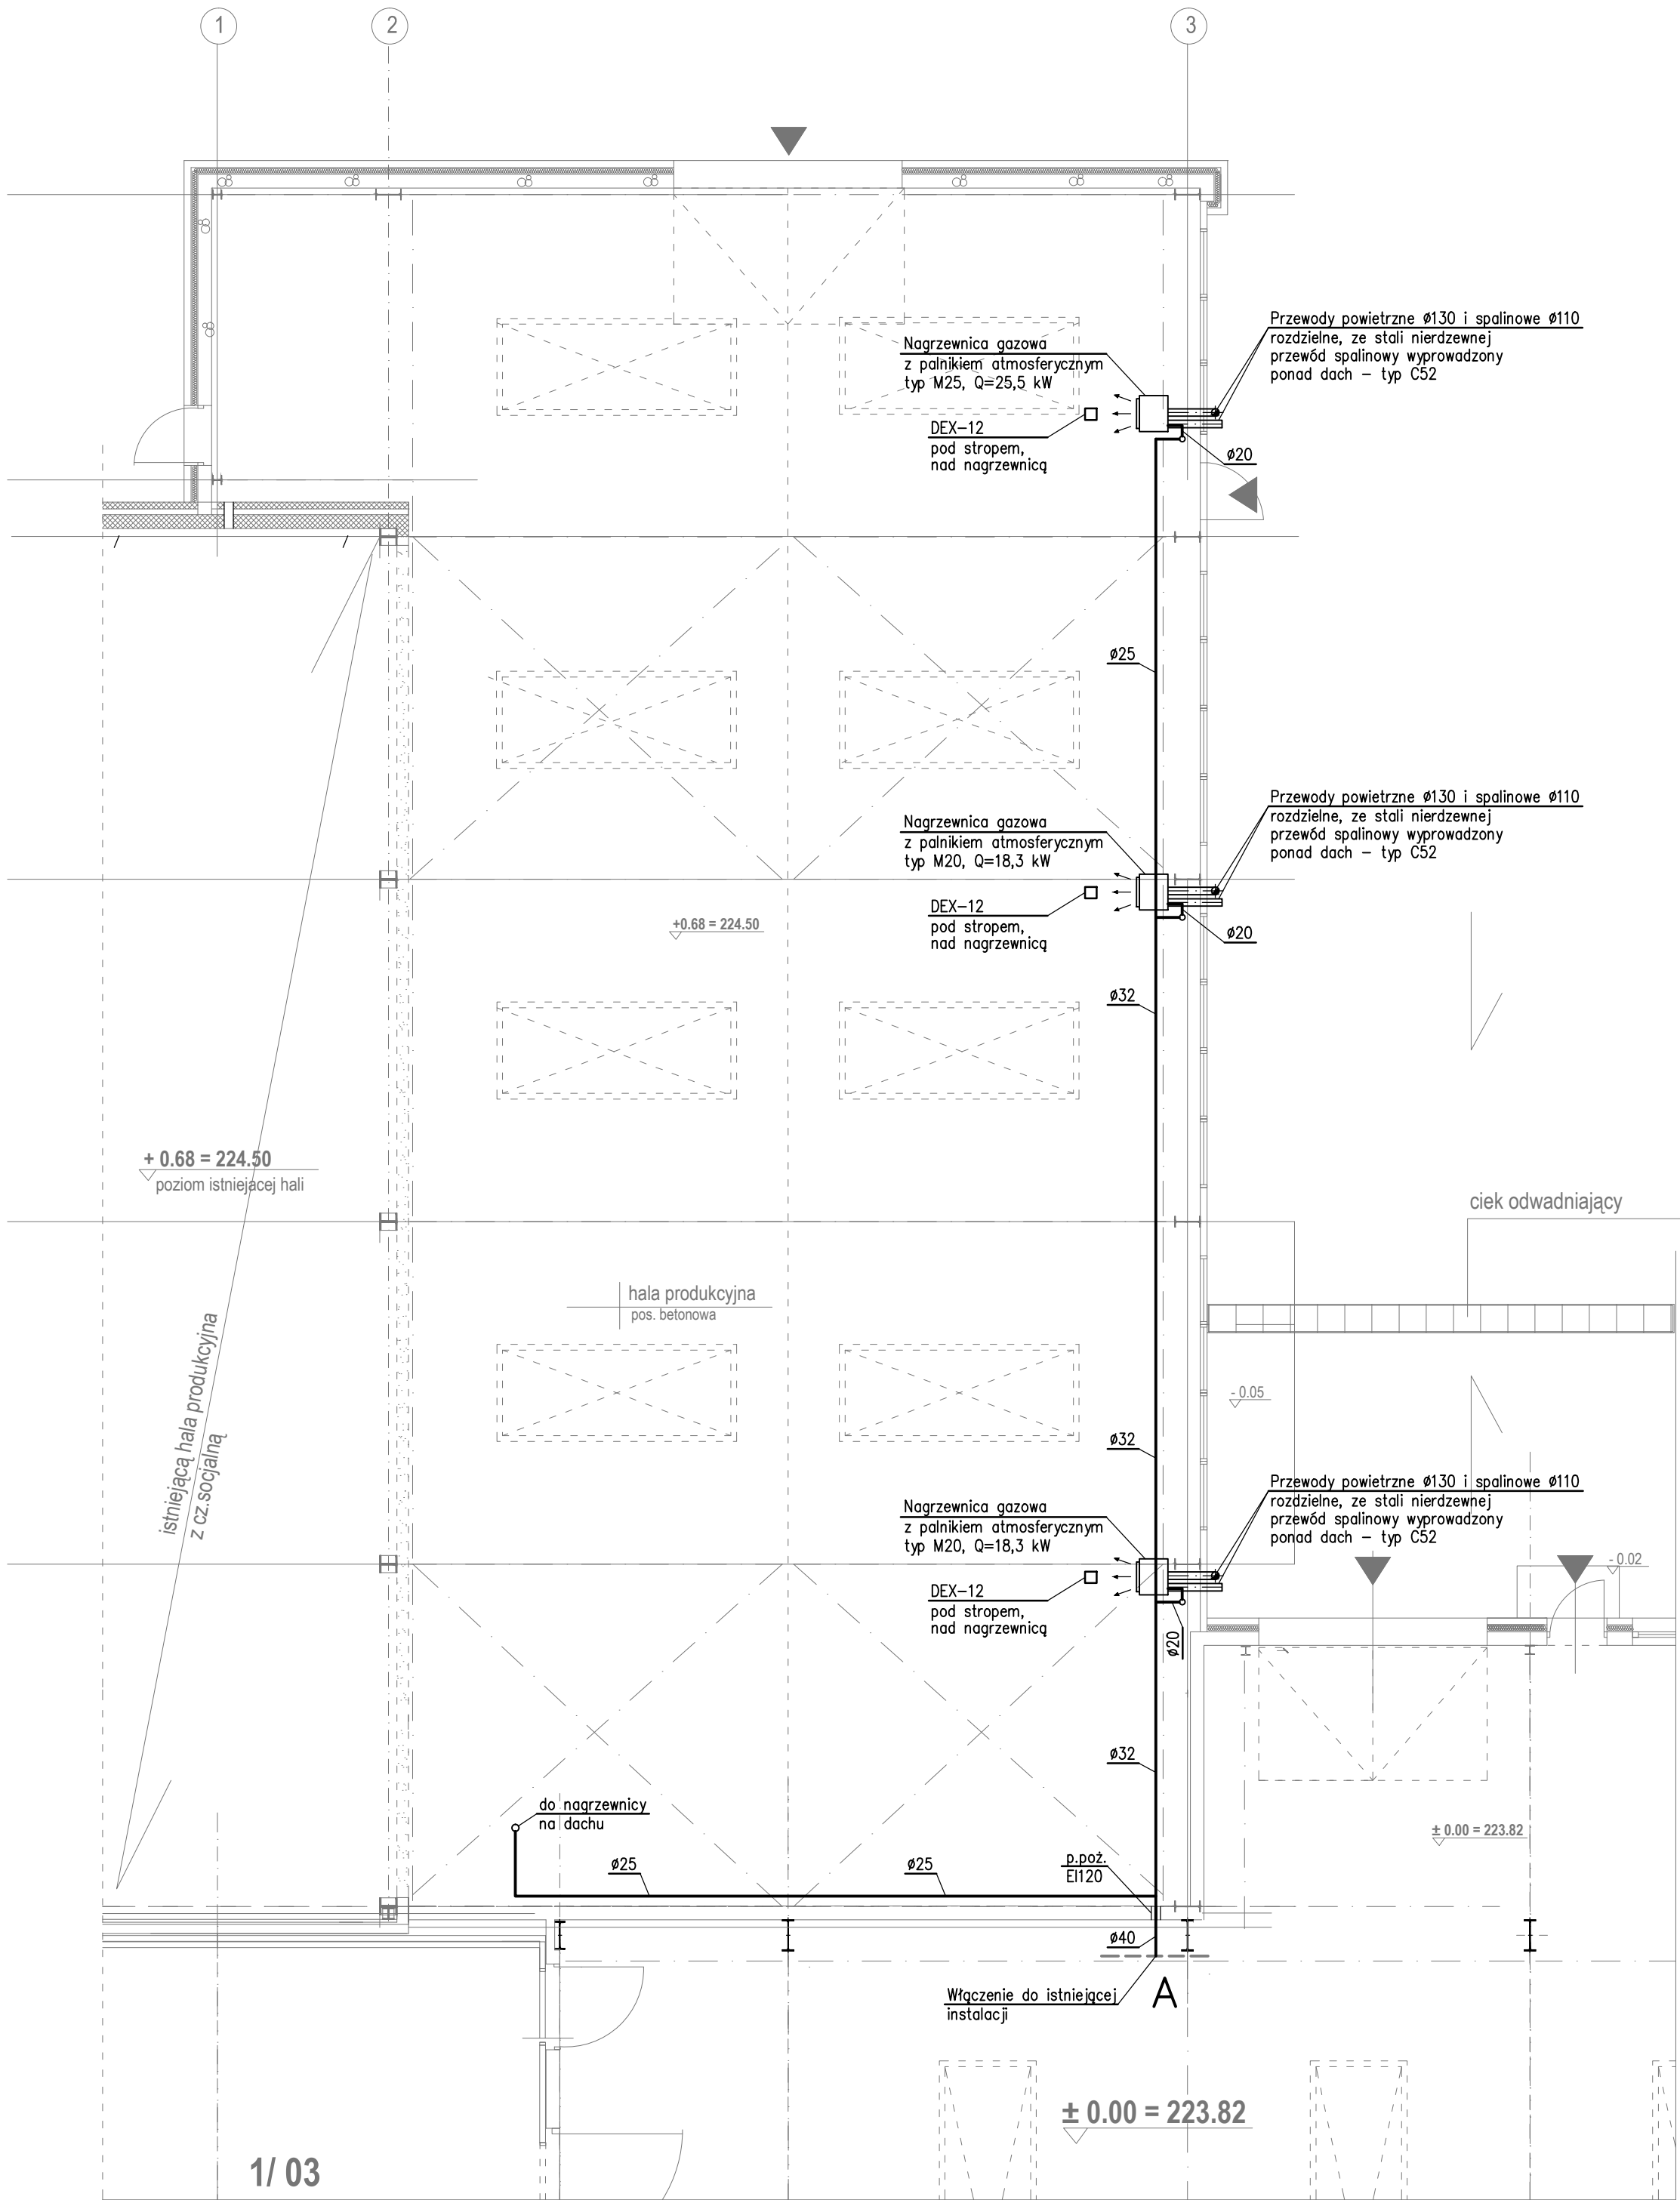 1
2
3
Przewody powietrzne ø130 i spalinowe ø110
rozdzielne, ze stali nierdzewnej
przewód spalinowy wyprowadzony
ponad dach – typ C52
Nagrzewnica gazowa
z palnikiem atmosferycznym
typ M25, Q=25,5 kW
DEX–12
pod stropem,
nad nagrzewnicą
ø20
ø25
Przewody powietrzne ø130 i spalinowe ø110
rozdzielne, ze stali nierdzewnej
przewód spalinowy wyprowadzony
ponad dach – typ C52
Nagrzewnica gazowa
z palnikiem atmosferycznym
typ M20, Q=18,3 kW
DEX–12
pod stropem,
nad nagrzewnicą
ø20
+0.68 = 224.50
ø32
+ 0.68 = 224.50
poziom istniejącej hali
ciek odwadniający
hala produkcyjna
pos. betonowa
istniejącą hala produkcyjna
z cz.socjalną
- 0.05
ø32
Przewody powietrzne ø130 i spalinowe ø110
rozdzielne, ze stali nierdzewnej
przewód spalinowy wyprowadzony
ponad dach – typ C52
Nagrzewnica gazowa
z palnikiem atmosferycznym
typ M20, Q=18,3 kW
- 0.02
DEX–12
pod stropem,
nad nagrzewnicą
ø20
ø32
do nagrzewnicy
na dachu
± 0.00 = 223.82
ø25
ø25
p.poż.
EI120
ø40
Włączenie do istniejącej
instalacji
A
± 0.00 = 223.82
1/ 03